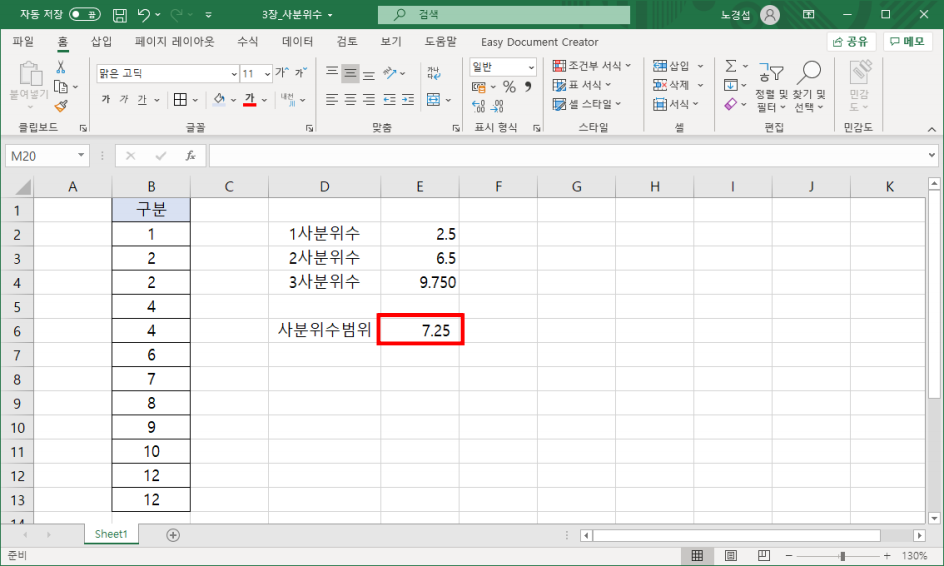 자동 저장 끔 3장_사분위수 검색 노경섭
파일 홈 삽입 페이지 레이아웃 수식 데이터 검토 보기 도움말 Easy Document Creator 공유 메모
붙여넣기 맑은 고딕 11 가 가 일반 조건부 서식 삽입 정렬 및 찾기 및 민감
표 서식 삭제 필터 선택 도
가 가 가 가 내천 % 셀 스타일 서식
클립보드 글꼴 맞춤 표시 형식 스타일 셀 편집 민감도
M20 fx
A B C D E F G H I J K
1 구분
2 1 1사분위수 2.5
3 2 2사분위수 6.5
4 2 3사분위수 9.750
5 4
6 4 사분위수범위 7.25
7 6
8 7
9 8
10 9
11 10
12 12
13 12
14
Sheet1
준비 130%